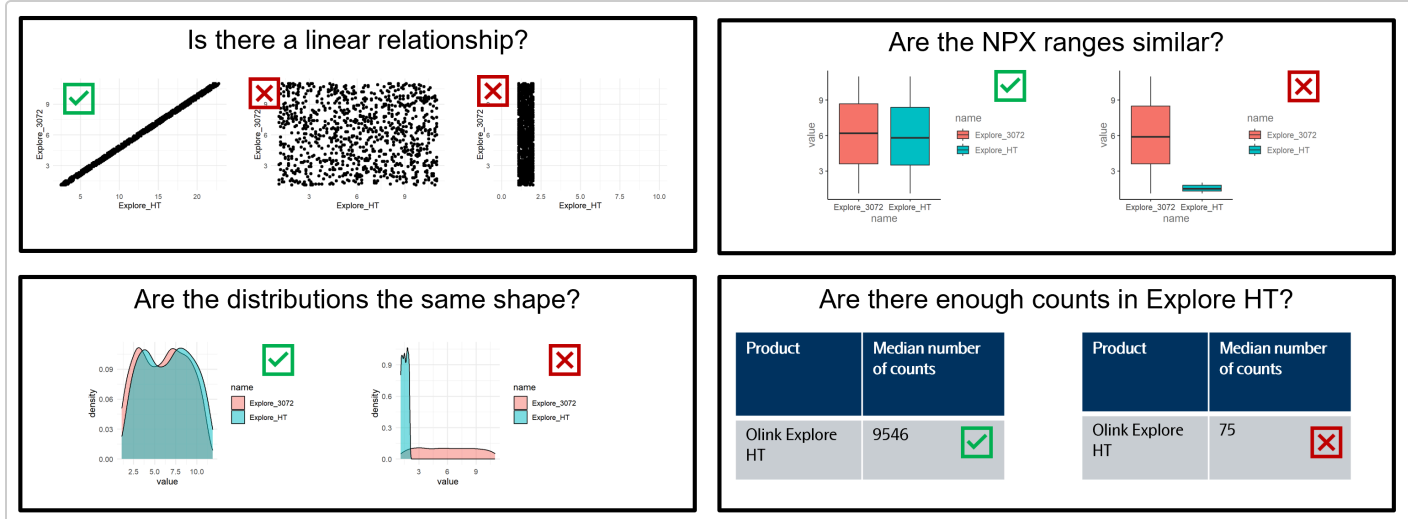 Is there a linear relationship?
Explore_3072
9
6
3
5 10 15 20
Explore_HT
Explore_3072
9
6
3
3 6 9
Explore_HT
Explore_3072
9
6
3
0.0 2.5 5.0 7.5 10.0
Explore_HT
Are the NPX ranges similar?
value
9
6
3
Explore_3072 Explore_HT
name
name
Explore_3072
Explore_HT
value
9
6
3
Explore_3072 Explore_HT
name
name
Explore_3072
Explore_HT
Are the distributions the same shape?
density
0.09
0.06
0.03
0.00
2.5 5.0 7.5 10.0
value
name
Explore_3072
Explore_HT
density
0.9
0.6
0.3
0.0
3 6 9
value
name
Explore_3072
Explore_HT
Are there enough counts in Explore HT?
Product
Median number
of counts
Olink Explore
HT
9546
Product
Median number
of counts
Olink Explore
HT
75